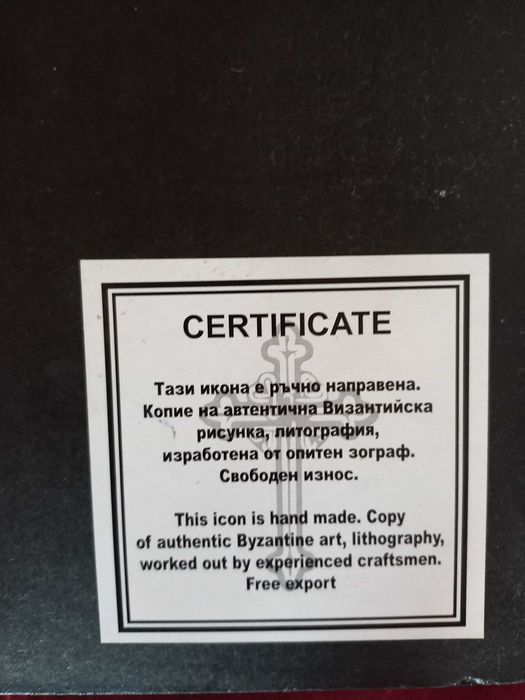 CERTIFICATE
Тази икона е ръчно направена.
Копие на автентична Византийска
рисунка, литография,
изработена от опитен зограф.
Свободен износ.
This icon is hand made. Copy
of authentic Byzantine art, lithography,
worked out by experienced craftsmen.
Free export